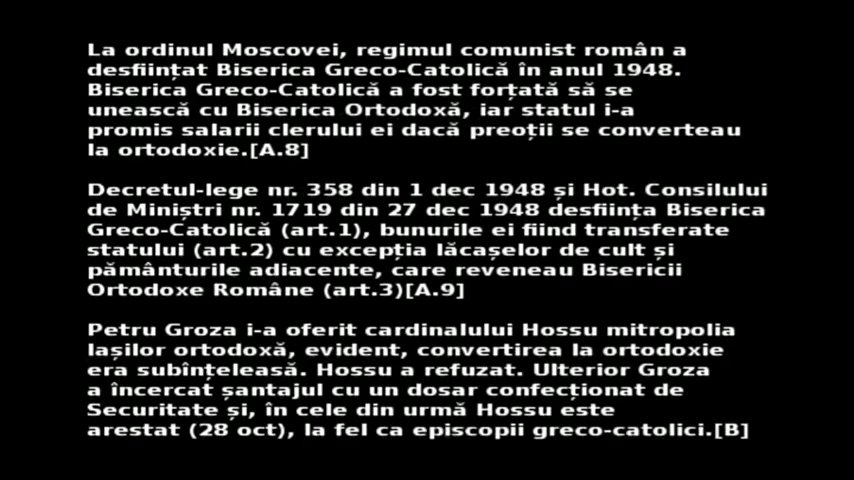 La ordinul Moscovei, regimul comunist român a
desființat Biserica Greco-Catolică în anul 1948.
Biserica Greco-Catolică a fost forțată să se
unească cu Biserica Ortodoxă, iar statul i-a
promis salarii clerului ei dacă preoții se converteau
la ortodoxie.[A.8]
Decretul-lege nr. 358 din 1 dec 1948 și Hot. Consilului
de Miniștri nr. 1719 din 27 dec 1948 desființa Biserica
Greco-Catolică (art.1), bunurile ei fiind transferate
statului (art.2) cu excepția lăcașelor de cult și
pământurile adiacente, care reveneau Bisericii
Ortodoxe Române (art.3)[A.9]
Petru Groza i-a oferit cardinalului Hossu mitropolia
Iașilor ortodoxă, evident, convertirea la ortodoxie
era subînțeleasă. Hossu a refuzat. Ulterior Groza
a încercat șantajul cu un dosar confecționat de
Securitate și, în cele din urmă Hossu este
arestat (28 oct), la fel ca episcopii greco-catolici.[B]